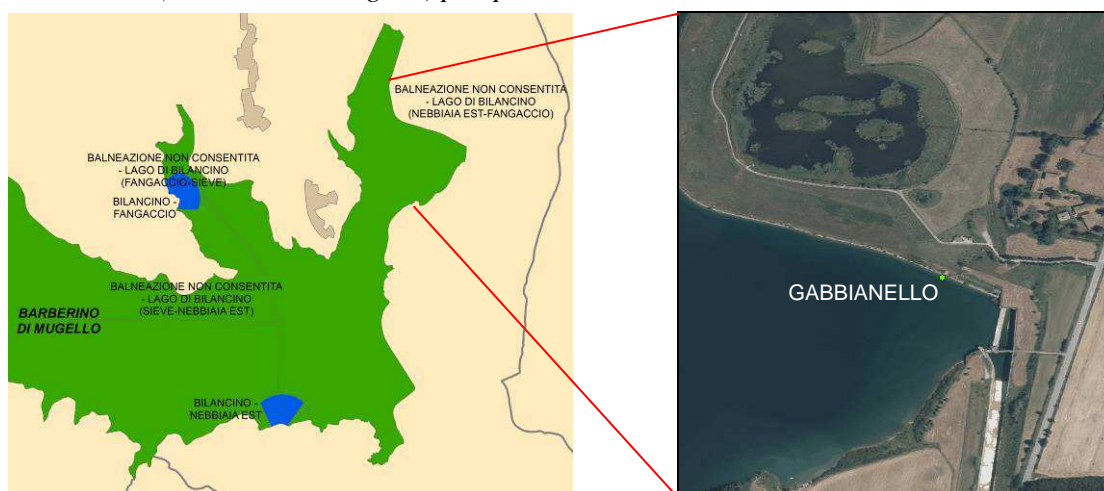 BALNEAZIONE NON CONSENTITA
- LAGO DI BILANCINO
(NEBBIAIA EST-FANGACCIO)
BALNEAZIONE NON CONSENTITA
- LAGO DI BILANCINO
(FANGACCIO-SIEVE)
BILANCINO -
FANGACCIO
BALNEAZIONE NON CONSENTITA
- LAGO DI BILANCINO
(SIEVE-NEBBIAIA EST)
BARBERINO
DI MUGELLO
BILANCINO -
NEBBIAIA EST
GABBIANELLO